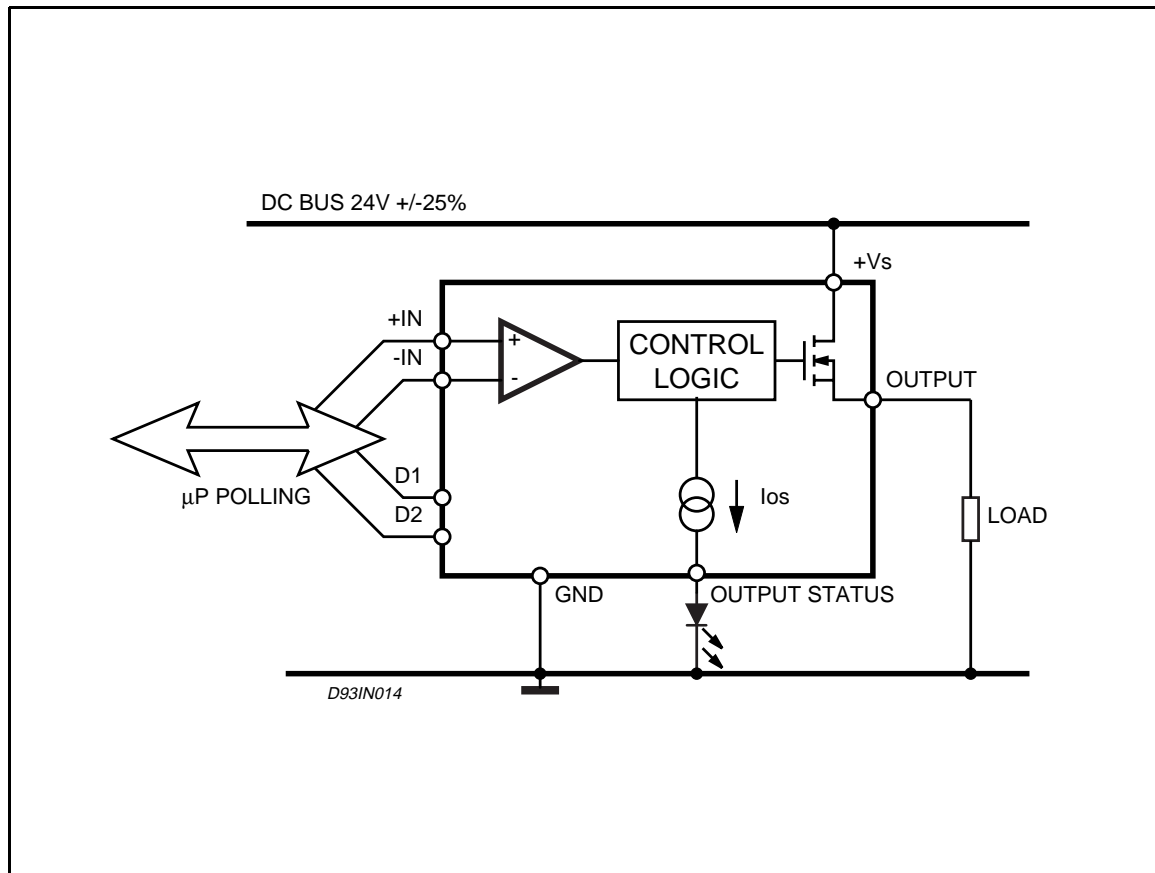 DC BUS 24V +/-25%
+Vs
+IN
-IN
+
-
CONTROL
LOGIC
OUTPUT
D1
D2
μP POLLING
Ios
LOAD
GND
OUTPUT STATUS
D93IN014